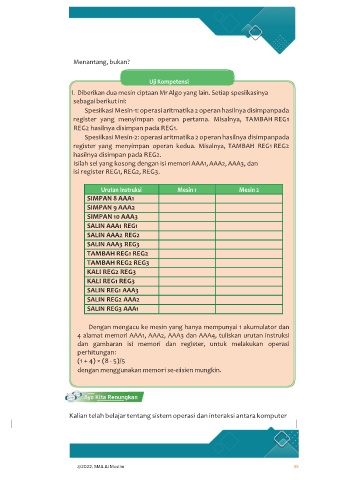 Menantang, bukan?
Uji Kompetensi
1. Diberikan dua mesin ciptaan Mr Algo yang lain. Setiap spesifikasinya
sebagai berikut ini:
Spesifikasi Mesin-1: operasi aritmatika 2 operan hasilnya disimpan pada
register yang menyimpan operan pertama. Misalnya, TAMBAH REG1
REG2 hasilnya disimpan pada REG1.
Spesifikasi Mesin-2: operasi aritmatika 2 operan hasilnya disimpan pada
register yang menyimpan operan kedua. Misalnya, TAMBAH REG1 REG2
hasilnya disimpan pada REG2.
Isilah sel yang kosong dengan isi memori AAA1, AAA2, AAA3, dan
isi register REG1, REG2, REG3.
Urutan Instruksi Mesin 1 Mesin 2
SIMPAN 8 AAA1
SIMPAN 9 AAA2
SIMPAN 10 AAA3
SALIN AAA1 REG1
SALIN AAA2 REG2
SALIN AAA3 REG3
TAMBAH REG1 REG2
TAMBAH REG2 REG3
KALI REG2 REG3
KALI REG1 REG3
SALIN REG1 AAA3
SALIN REG2 AAA2
SALIN REG3 AAA1
Dengan mengacu ke mesin yang hanya mempunyai 1 akumulator dan
4 alamat memori AAA1, AAA2, AAA3 dan AAA4, tuliskan urutan instruksi
dan gambaran isi memori dan register, untuk melakukan operasi
perhitungan:
(1 + 4) + (8 - 5)/5
dengan menggunakan memori se-efisien mungkin.
Ayo Kita Renungkan
Kalian telah belajar tentang sistem operasi dan interaksi antara komputer
@2022, SMA Al